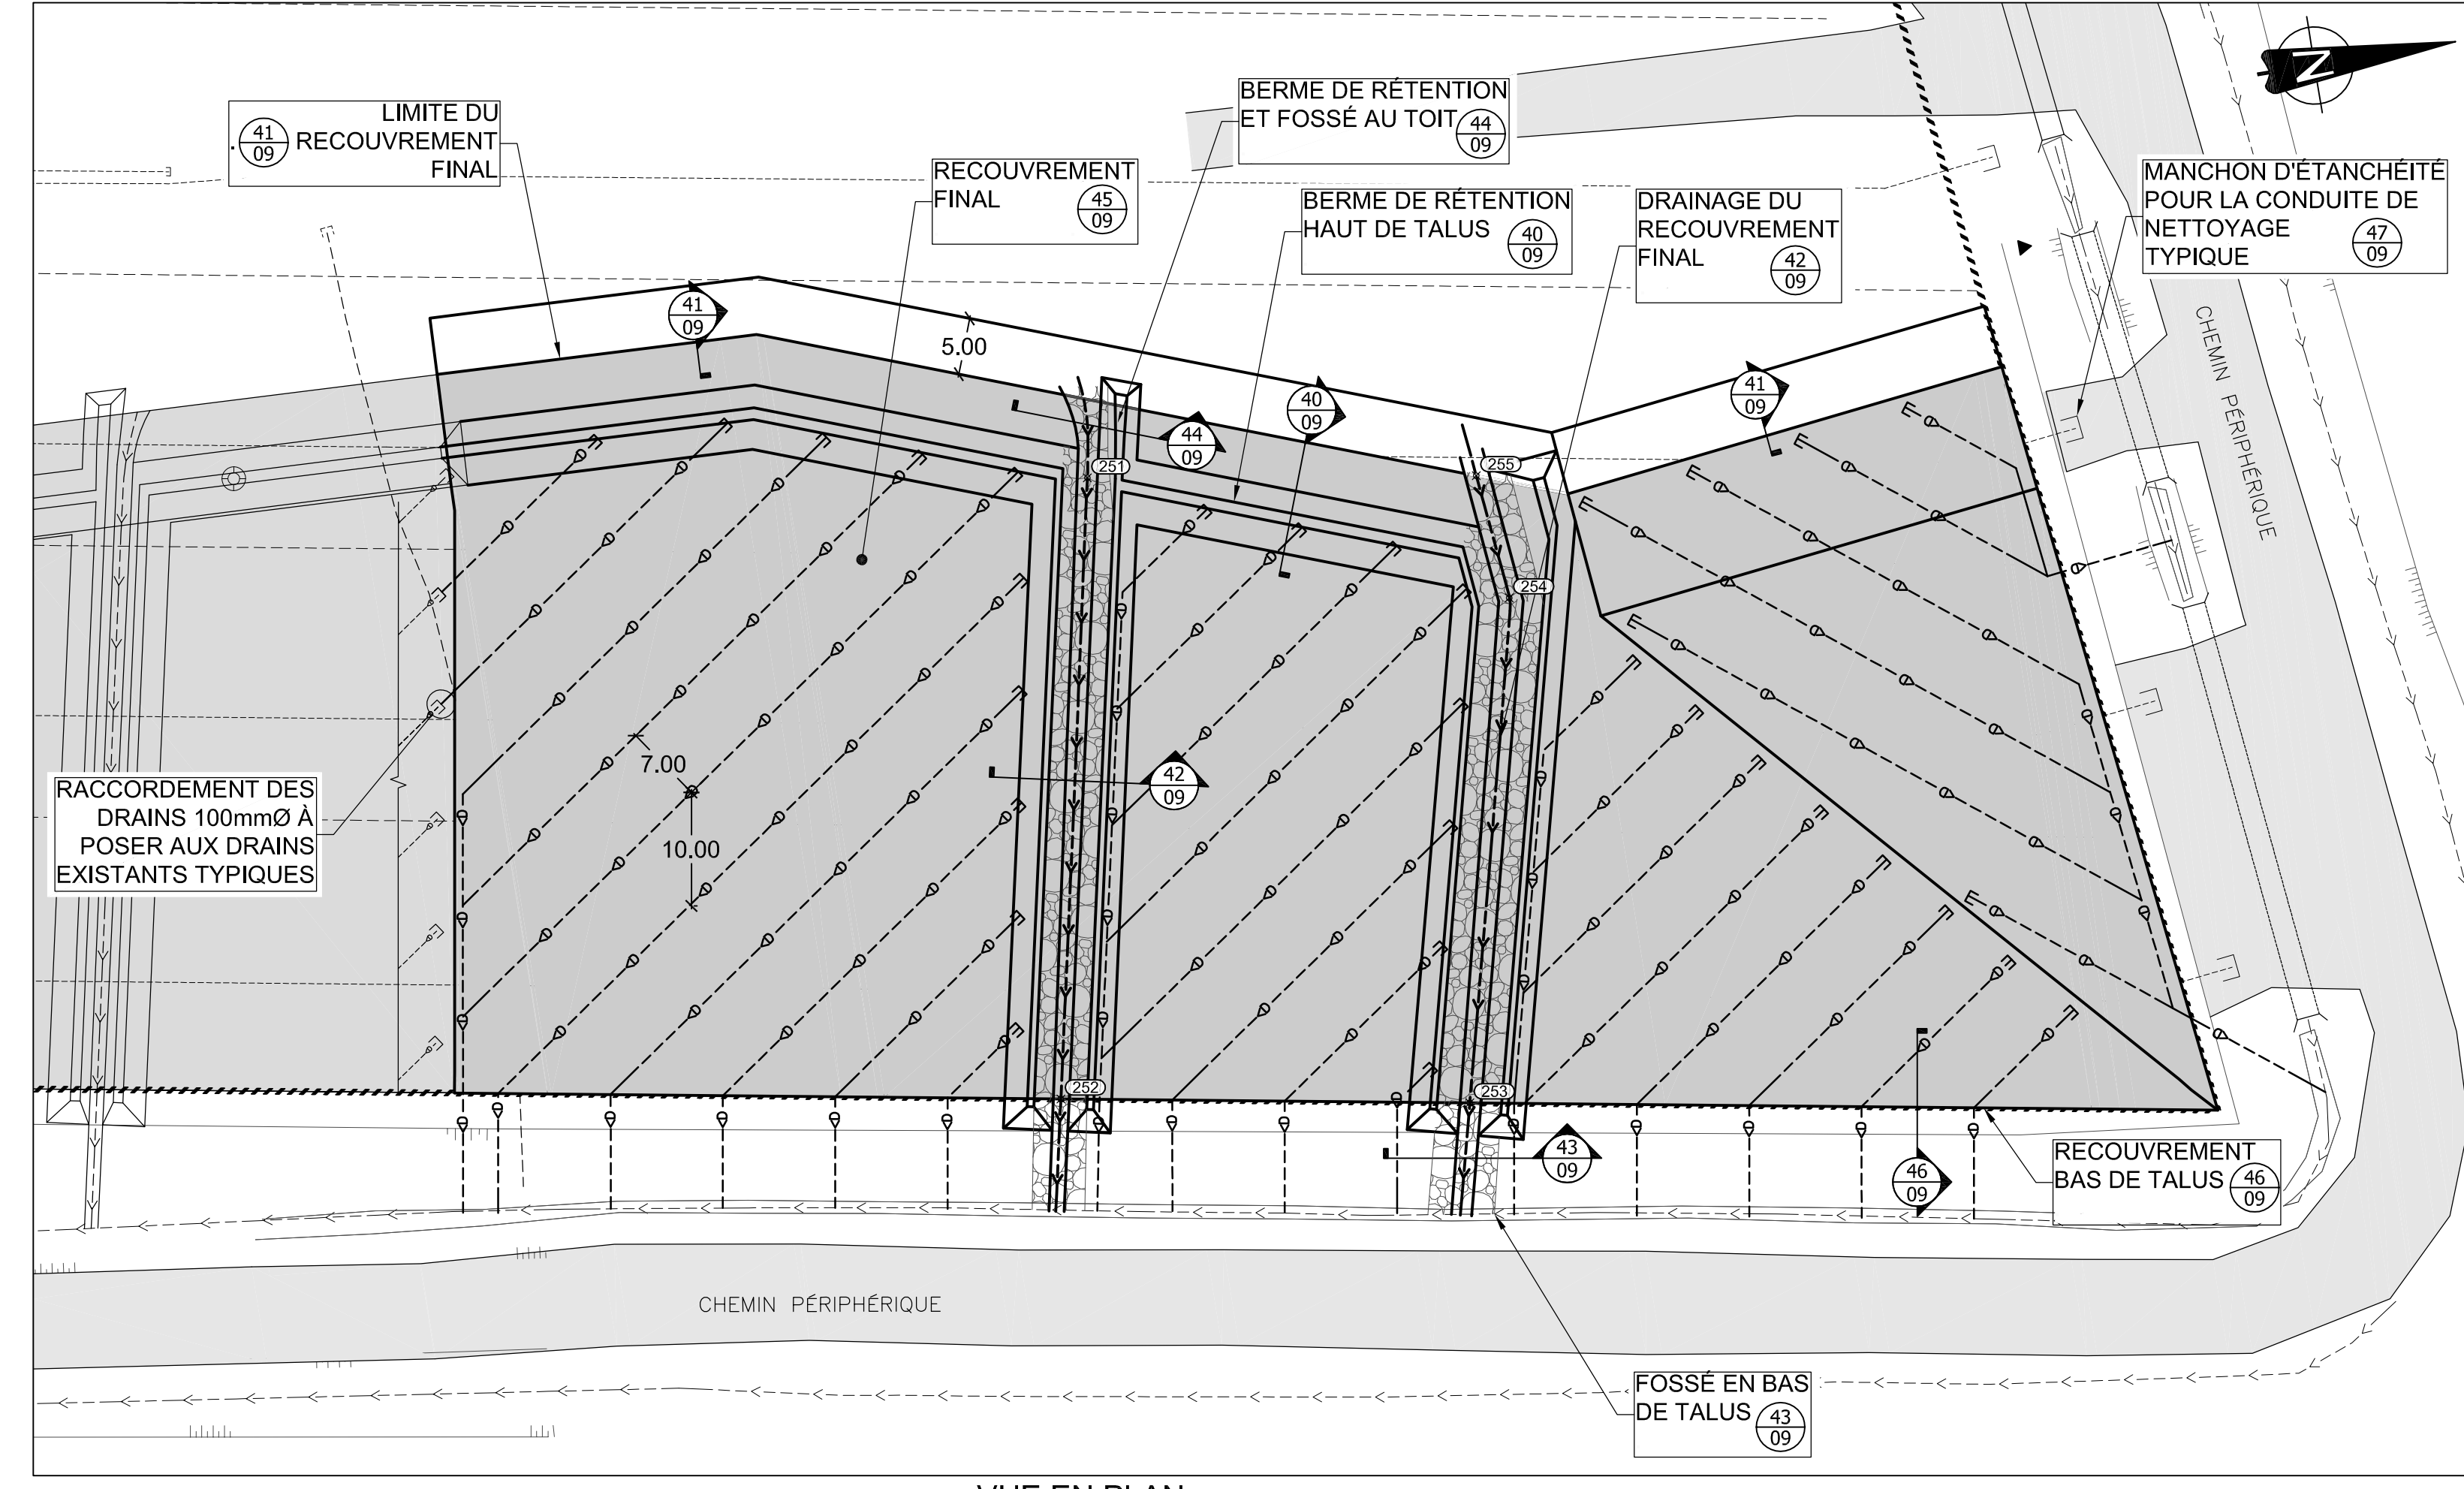 LIMITE DU
RECOUVREMENT
FINAL
41
09
RECOUVREMENT
FINAL
45
09
BERME DE RÉTENTION
ET FOSSÉ AU TOIT
44
09
BERME DE RÉTENTION
HAUT DE TALUS
40
09
DRAINAGE DU
RECOUVREMENT
FINAL
42
09
MANCHON D'ÉTANCHÉITÉ
POUR LA CONDUITE DE
NETTOYAGE
TYPIQUE
47
09
N
CHEMIN PÉRIPHÉRIQUE
41
09
5.00
44
09
40
09
41
09
251
255
254
7.00
10.00
42
09
RACCORDEMENT DES
DRAINS 100mmØ À
POSER AUX DRAINS
EXISTANTS TYPIQUES
252
253
43
09
46
09
RECOUVREMENT
BAS DE TALUS
46
09
CHEMIN PÉRIPHÉRIQUE
FOSSÉ EN BAS
DE TALUS
43
09
VUE EN PLAN